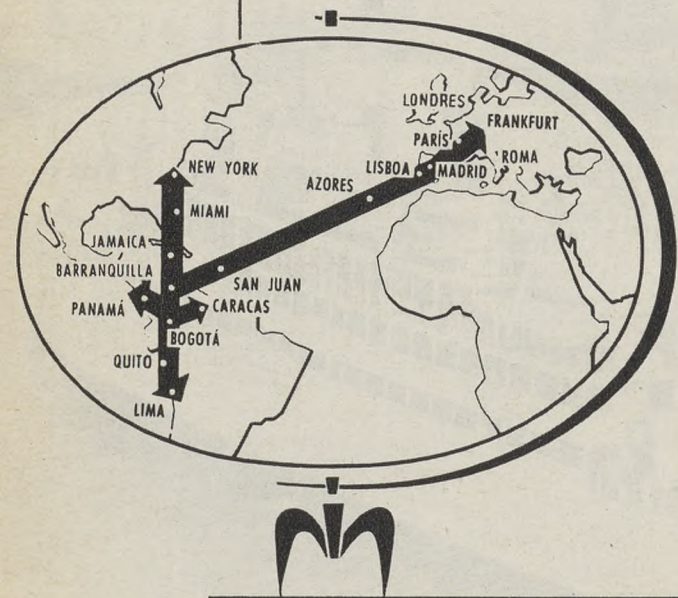 LONDRES
FRANKFURT
PARÍS
ROMA
NEW YORK
LISBOA
MADRID
AZORES
MIAMI
JAMAICA
BARRANQUILLA
SAN JUAN
PANAMÁ
CARACAS
BOGOTÁ
QUITO
LIMA